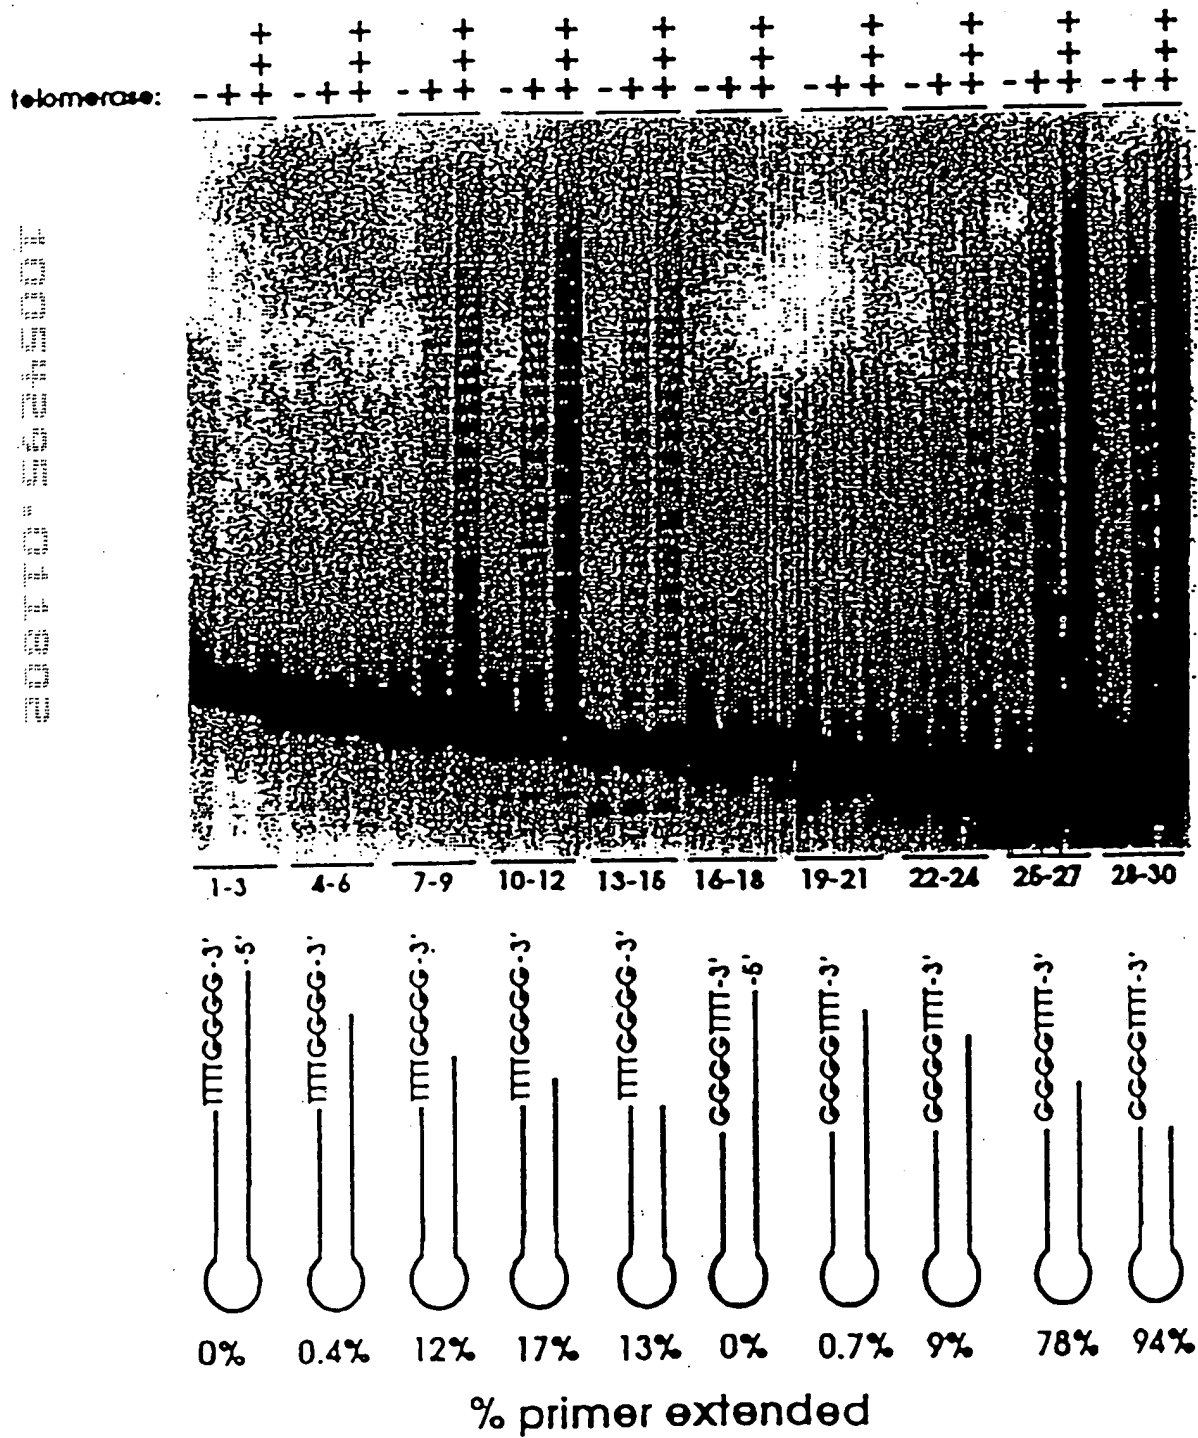 + + + + + + + + + +
+ + + + + + + + + +
telomerase: - + + - + + - + + - + + - + + - + + - + + - + + - + + - + +
10054295.011802
1-3 4-6 7-9 10-12 13-15 16-18 19-21 22-24 25-27 28-30
TTTTGGGG-3' -5' TTTTGGGG-3' TTTTGGGG-3' TTTTGGGG-3' TTTTGGGG-3' GGGGTTTT-3' -5' GGGGTTTT-3' GGGGTTTT-3' GGGGTTTT-3' GGGGTTTT-3'
0% 0.4% 12% 17% 13% 0% 0.7% 9% 78% 94%
% primer extended